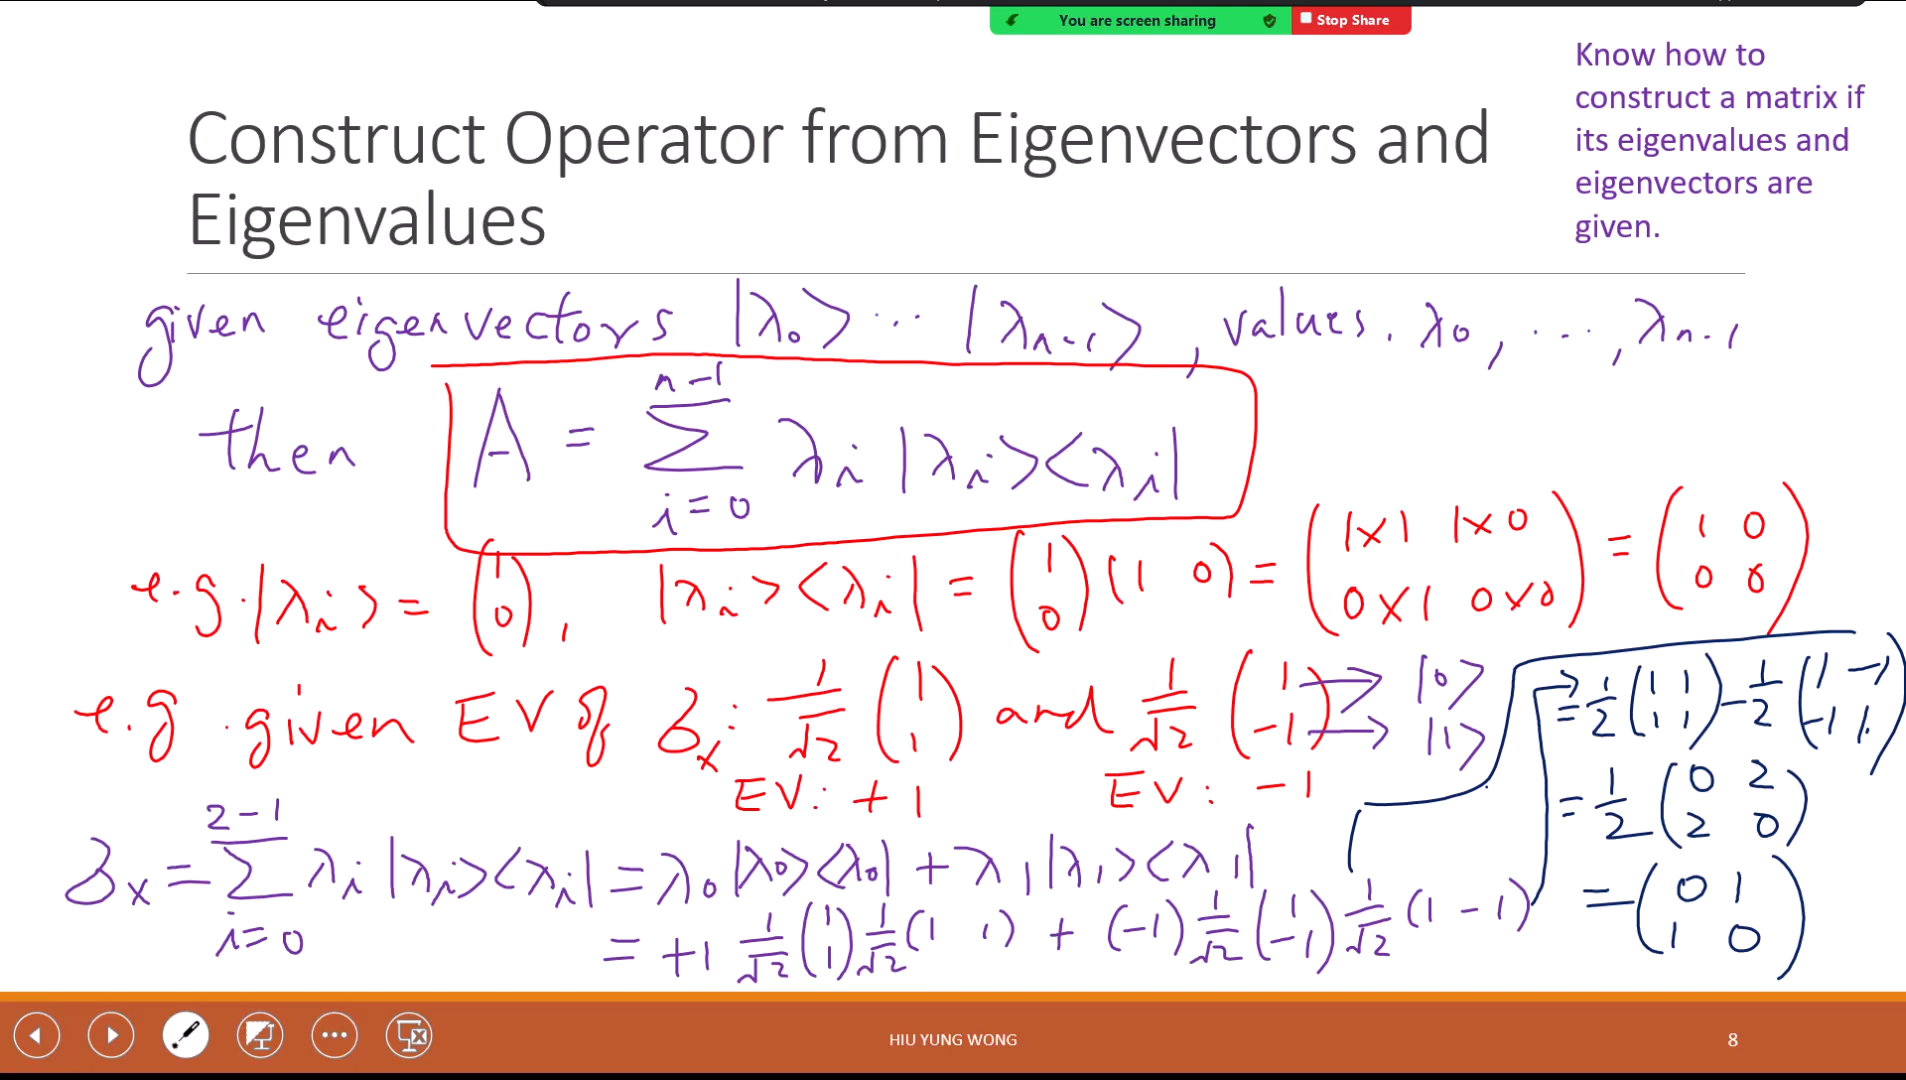 You are screen sharing Stop Share
Know how to
construct a matrix if
its eigenvalues and
eigenvectors are
given.
Construct Operator from Eigenvectors and
Eigenvalues
given eigenvectors |λ₀> ... |λₙ₋₁>, values. λ₀, ..., λₙ₋₁
then A = Σ_{i=0}^{n-1} λᵢ |λᵢ><λᵢ|
e.g. |λᵢ> = (1; 0), |λᵢ><λᵢ| = (1; 0)(1 0) = (1×1 1×0; 0×1 0×0) = (1 0; 0 0)
e.g. given EV of σₓ: 1/√2 (1; 1) and 1/√2 (1; -1) → |0> → |1>
EV: +1 EV: -1
σₓ = Σ_{i=0}^{2-1} λᵢ |λᵢ><λᵢ| = λ₀ |λ₀><λ₀| + λ₁ |λ₁><λ₁|
= +1 1/√2 (1; 1) 1/√2 (1 1) + (-1) 1/√2 (1; -1) 1/√2 (1 -1)
= 1/2 (1 1; 1 1) - 1/2 (1 -1; -1 1)
= 1/2 (0 2; 2 0)
= (0 1; 1 0)
HIU YUNG WONG
8